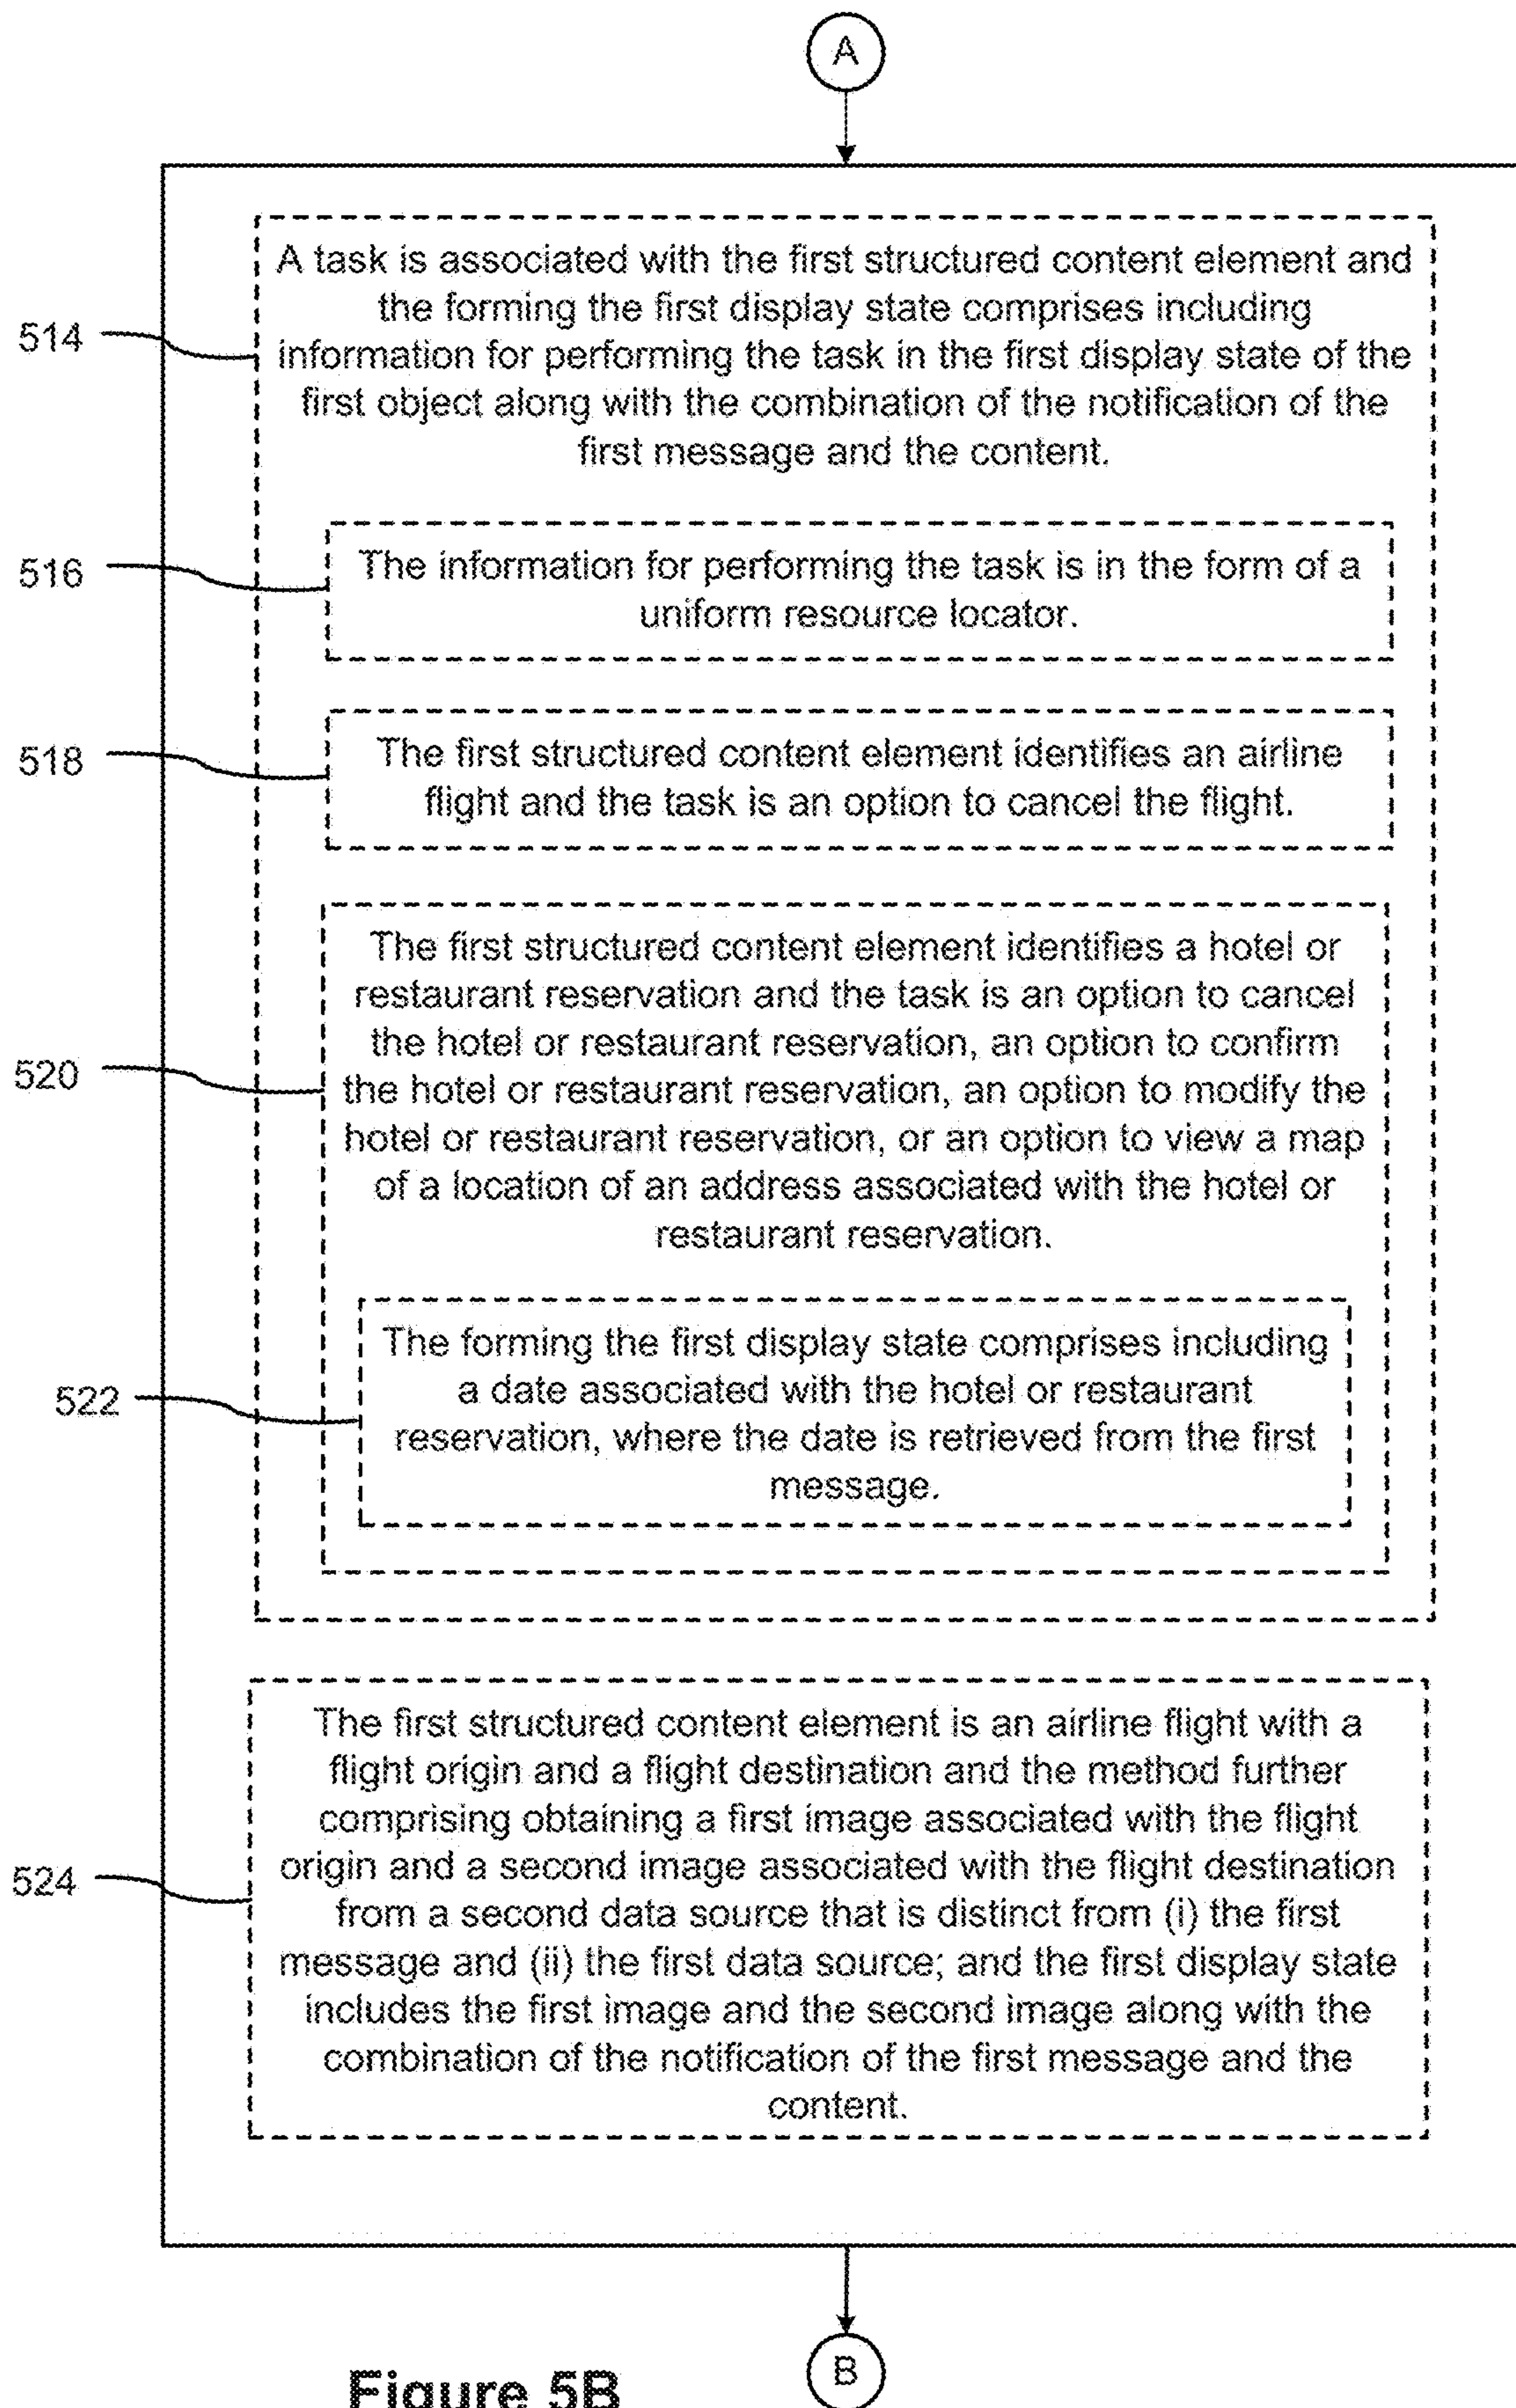 A
514
A task is associated with the first structured content element and
the forming the first display state comprises including
information for performing the task in the first display state of the
first object along with the combination of the notification of the
first message and the content.
516
The information for performing the task is in the form of a
uniform resource locator.
518
The first structured content element identifies an airline
flight and the task is an option to cancel the flight.
520
The first structured content element identifies a hotel or
restaurant reservation and the task is an option to cancel
the hotel or restaurant reservation, an option to confirm
the hotel or restaurant reservation, an option to modify the
hotel or restaurant reservation, or an option to view a map
of a location of an address associated with the hotel or
restaurant reservation.
522
The forming the first display state comprises including
a date associated with the hotel or restaurant
reservation, where the date is retrieved from the first
message.
524
The first structured content element is an airline flight with a
flight origin and a flight destination and the method further
comprising obtaining a first image associated with the flight
origin and a second image associated with the flight destination
from a second data source that is distinct from (i) the first
message and (ii) the first data source; and the first display state
includes the first image and the second image along with the
combination of the notification of the first message and the
content.
B
Figure 5B